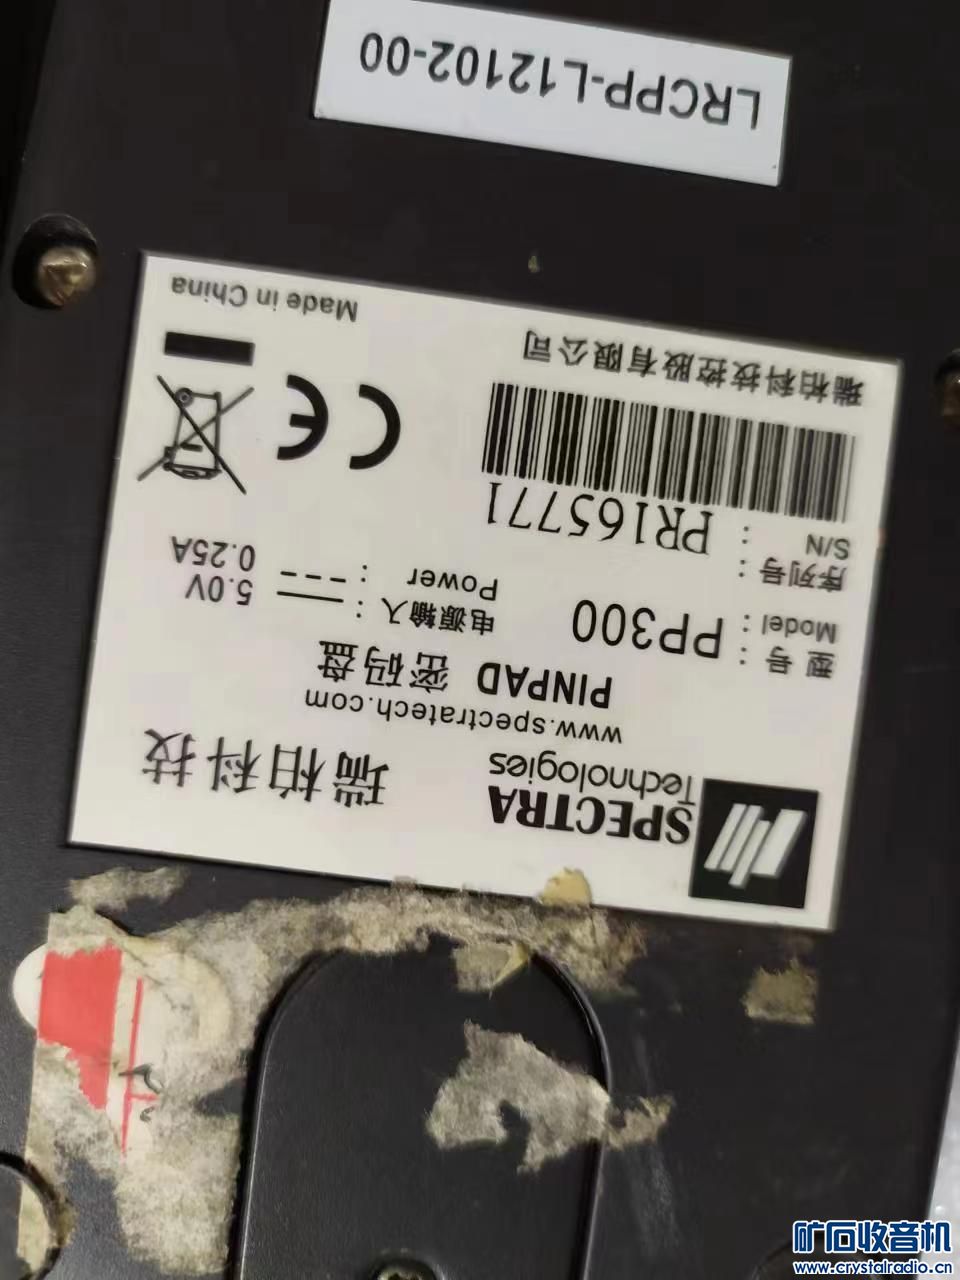 LRCPP-L12102-00
SPECTRA
Technologies
瑞柏科技
www.spectratech.com
PINPAD 密码盘
型号：
Model：
PP300
电源输入：
Power：
5.0V
0.25A
序列号：
S/N：
PR165771
瑞柏科技控股有限公司
Made in China
CE
矿石收音机
www.crystalradio.cn